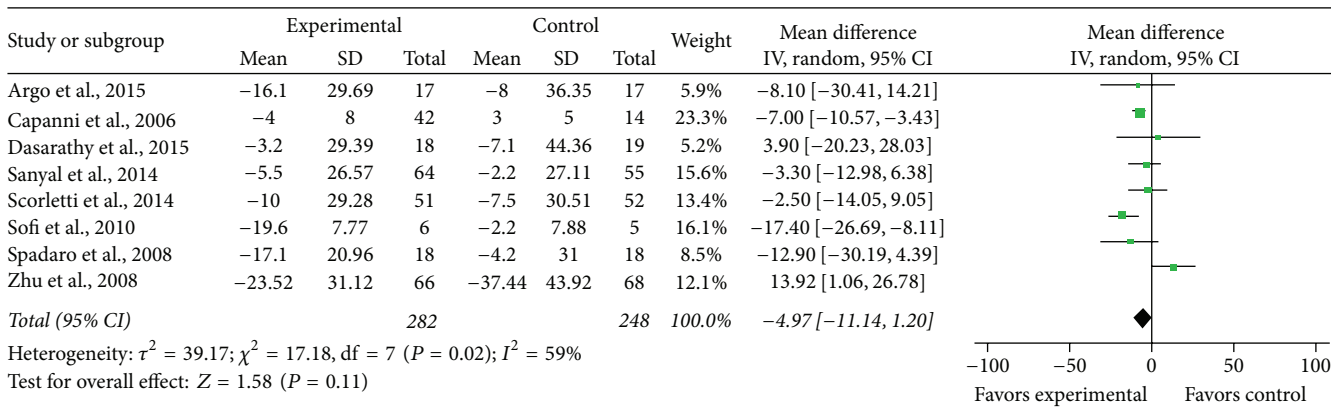 Study or subgroup Experimental Control Weight Mean difference IV, random, 95% CI Mean difference IV, random, 95% CI
Mean SD Total Mean SD Total
Argo et al., 2015 −16.1 29.69 17 −8 36.35 17 5.9% −8.10 [−30.41, 14.21]
Capanni et al., 2006 −4 8 42 3 5 14 23.3% −7.00 [−10.57, −3.43]
Dasarathy et al., 2015 −3.2 29.39 18 −7.1 44.36 19 5.2% 3.90 [−20.23, 28.03]
Sanyal et al., 2014 −5.5 26.57 64 −2.2 27.11 55 15.6% −3.30 [−12.98, 6.38]
Scorletti et al., 2014 −10 29.28 51 −7.5 30.51 52 13.4% −2.50 [−14.05, 9.05]
Sofi et al., 2010 −19.6 7.77 6 −2.2 7.88 5 16.1% −17.40 [−26.69, −8.11]
Spadaro et al., 2008 −17.1 20.96 18 −4.2 31 18 8.5% −12.90 [−30.19, 4.39]
Zhu et al., 2008 −23.52 31.12 66 −37.44 43.92 68 12.1% 13.92 [1.06, 26.78]
Total (95% CI) 282 248 100.0% −4.97 [−11.14, 1.20]
Heterogeneity: τ² = 39.17; χ² = 17.18, df = 7 (P = 0.02); I² = 59%
Test for overall effect: Z = 1.58 (P = 0.11)
−100 −50 0 50 100
Favors experimental Favors control